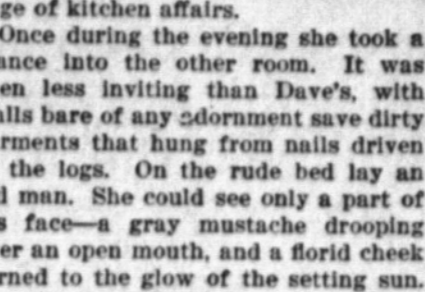 ge of kitchen affairs.
Once during the evening she took a
ance into the other room. It was
en less inviting than Dave's, with
alls bare of any adornment save dirty
rments that hung from nails driven
the logs. On the rude bed lay an
d man. She could see only a part of
s face—a gray mustache drooping
er an open mouth, and a florid cheek
rned to the glow of the setting sun.